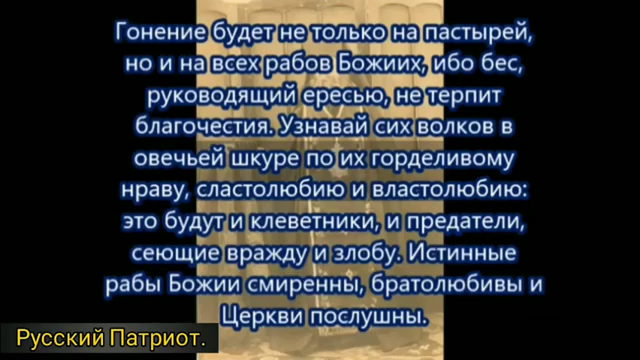 Гонение будет не только на пастырей,
но и на всех рабов Божиих, ибо бес,
руководящий ересью, не терпит
благочестия. Узнавай сих волков в
овечьей шкуре по их горделивому
нраву, сластолюбию и властолюбию:
это будут и клеветники, и предатели,
сеющие вражду и злобу. Истинные
рабы Божии смиренны, братолюбивы и
Церкви послушны.
Русский Патриот.